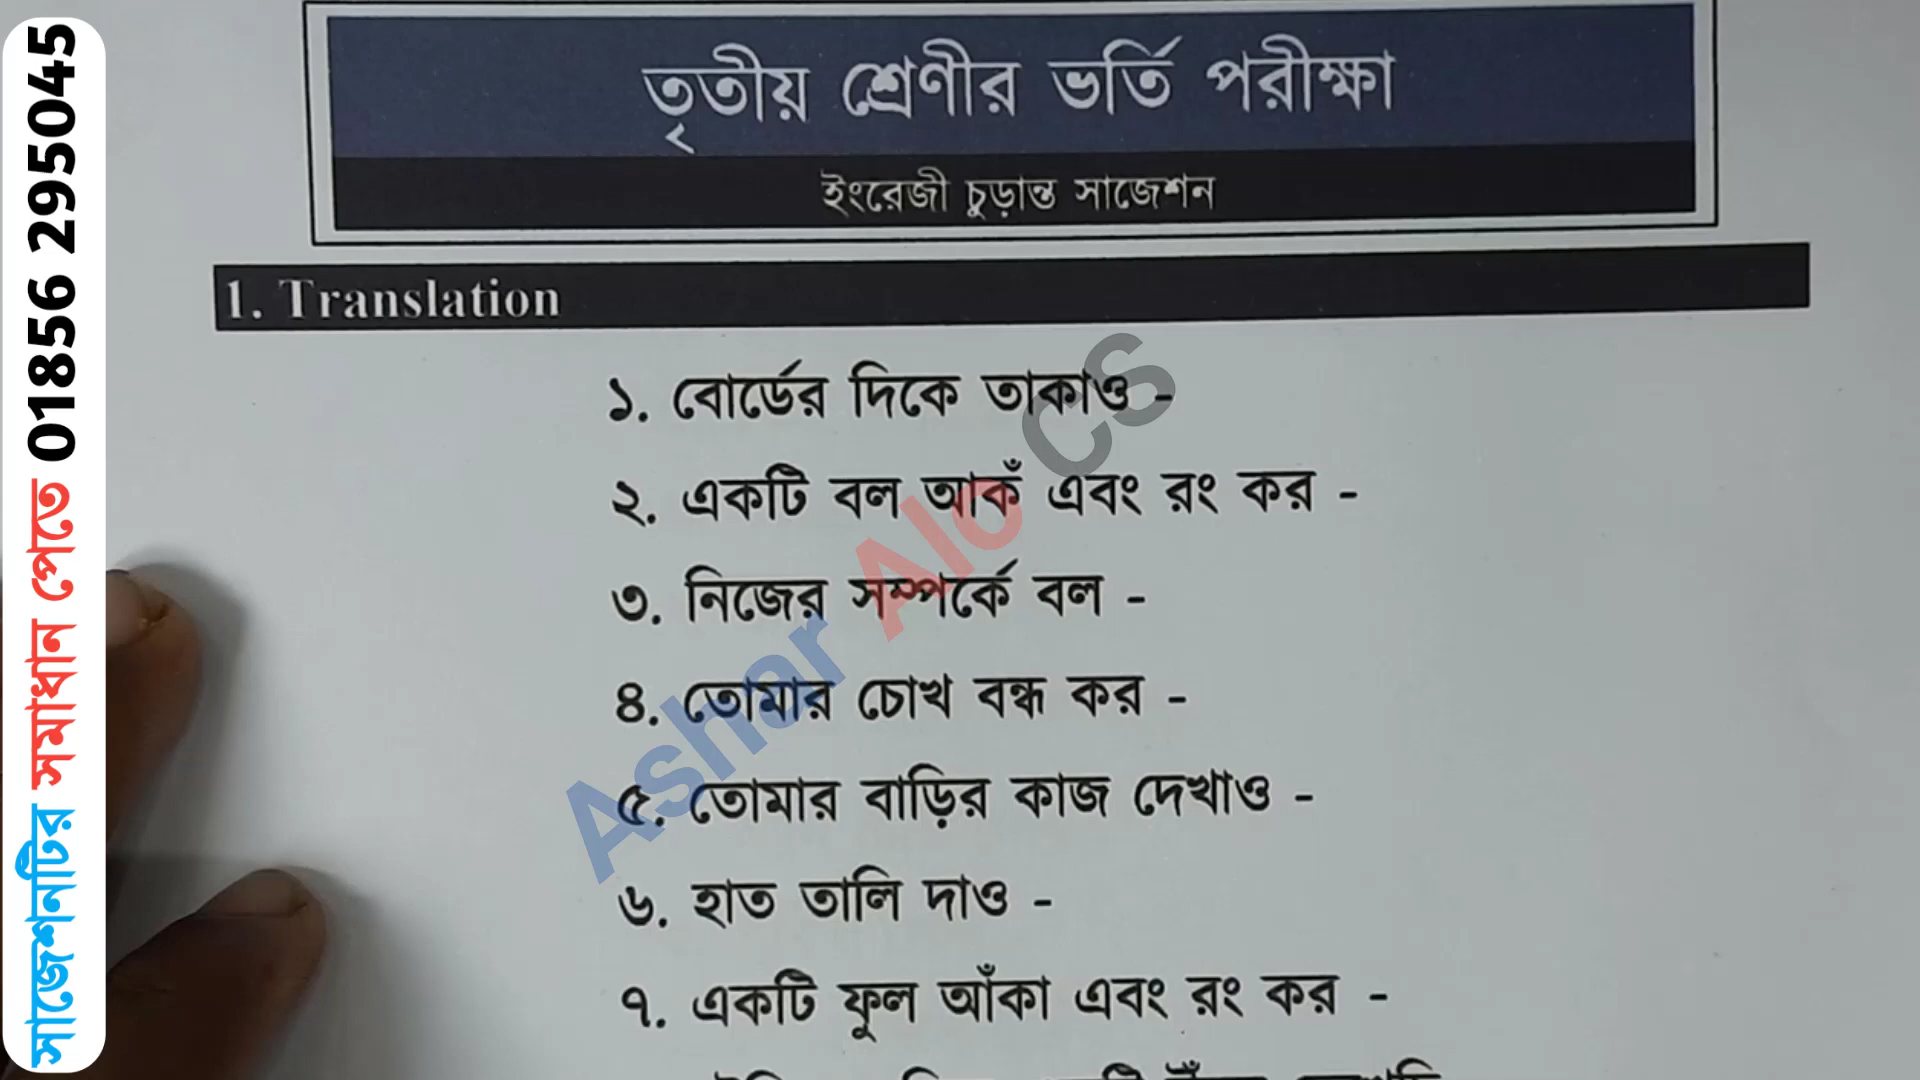 তৃতীয় শ্রেণীর ভর্তি পরীক্ষা
ইংরেজী চুড়ান্ত সাজেশন
1. Translation
১. বোর্ডের দিকে তাকাও -
২. একটি বল আকঁ এবং রং কর -
৩. নিজের সম্পর্কে বল -
৪. তোমার চোখ বন্ধ কর -
৫. তোমার বাড়ির কাজ দেখাও -
৬. হাত তালি দাও -
৭. একটি ফুল আঁকা এবং রং কর -
সাজেশনটির সমাধান পেতে 01856 295045
Ashar Alo CS